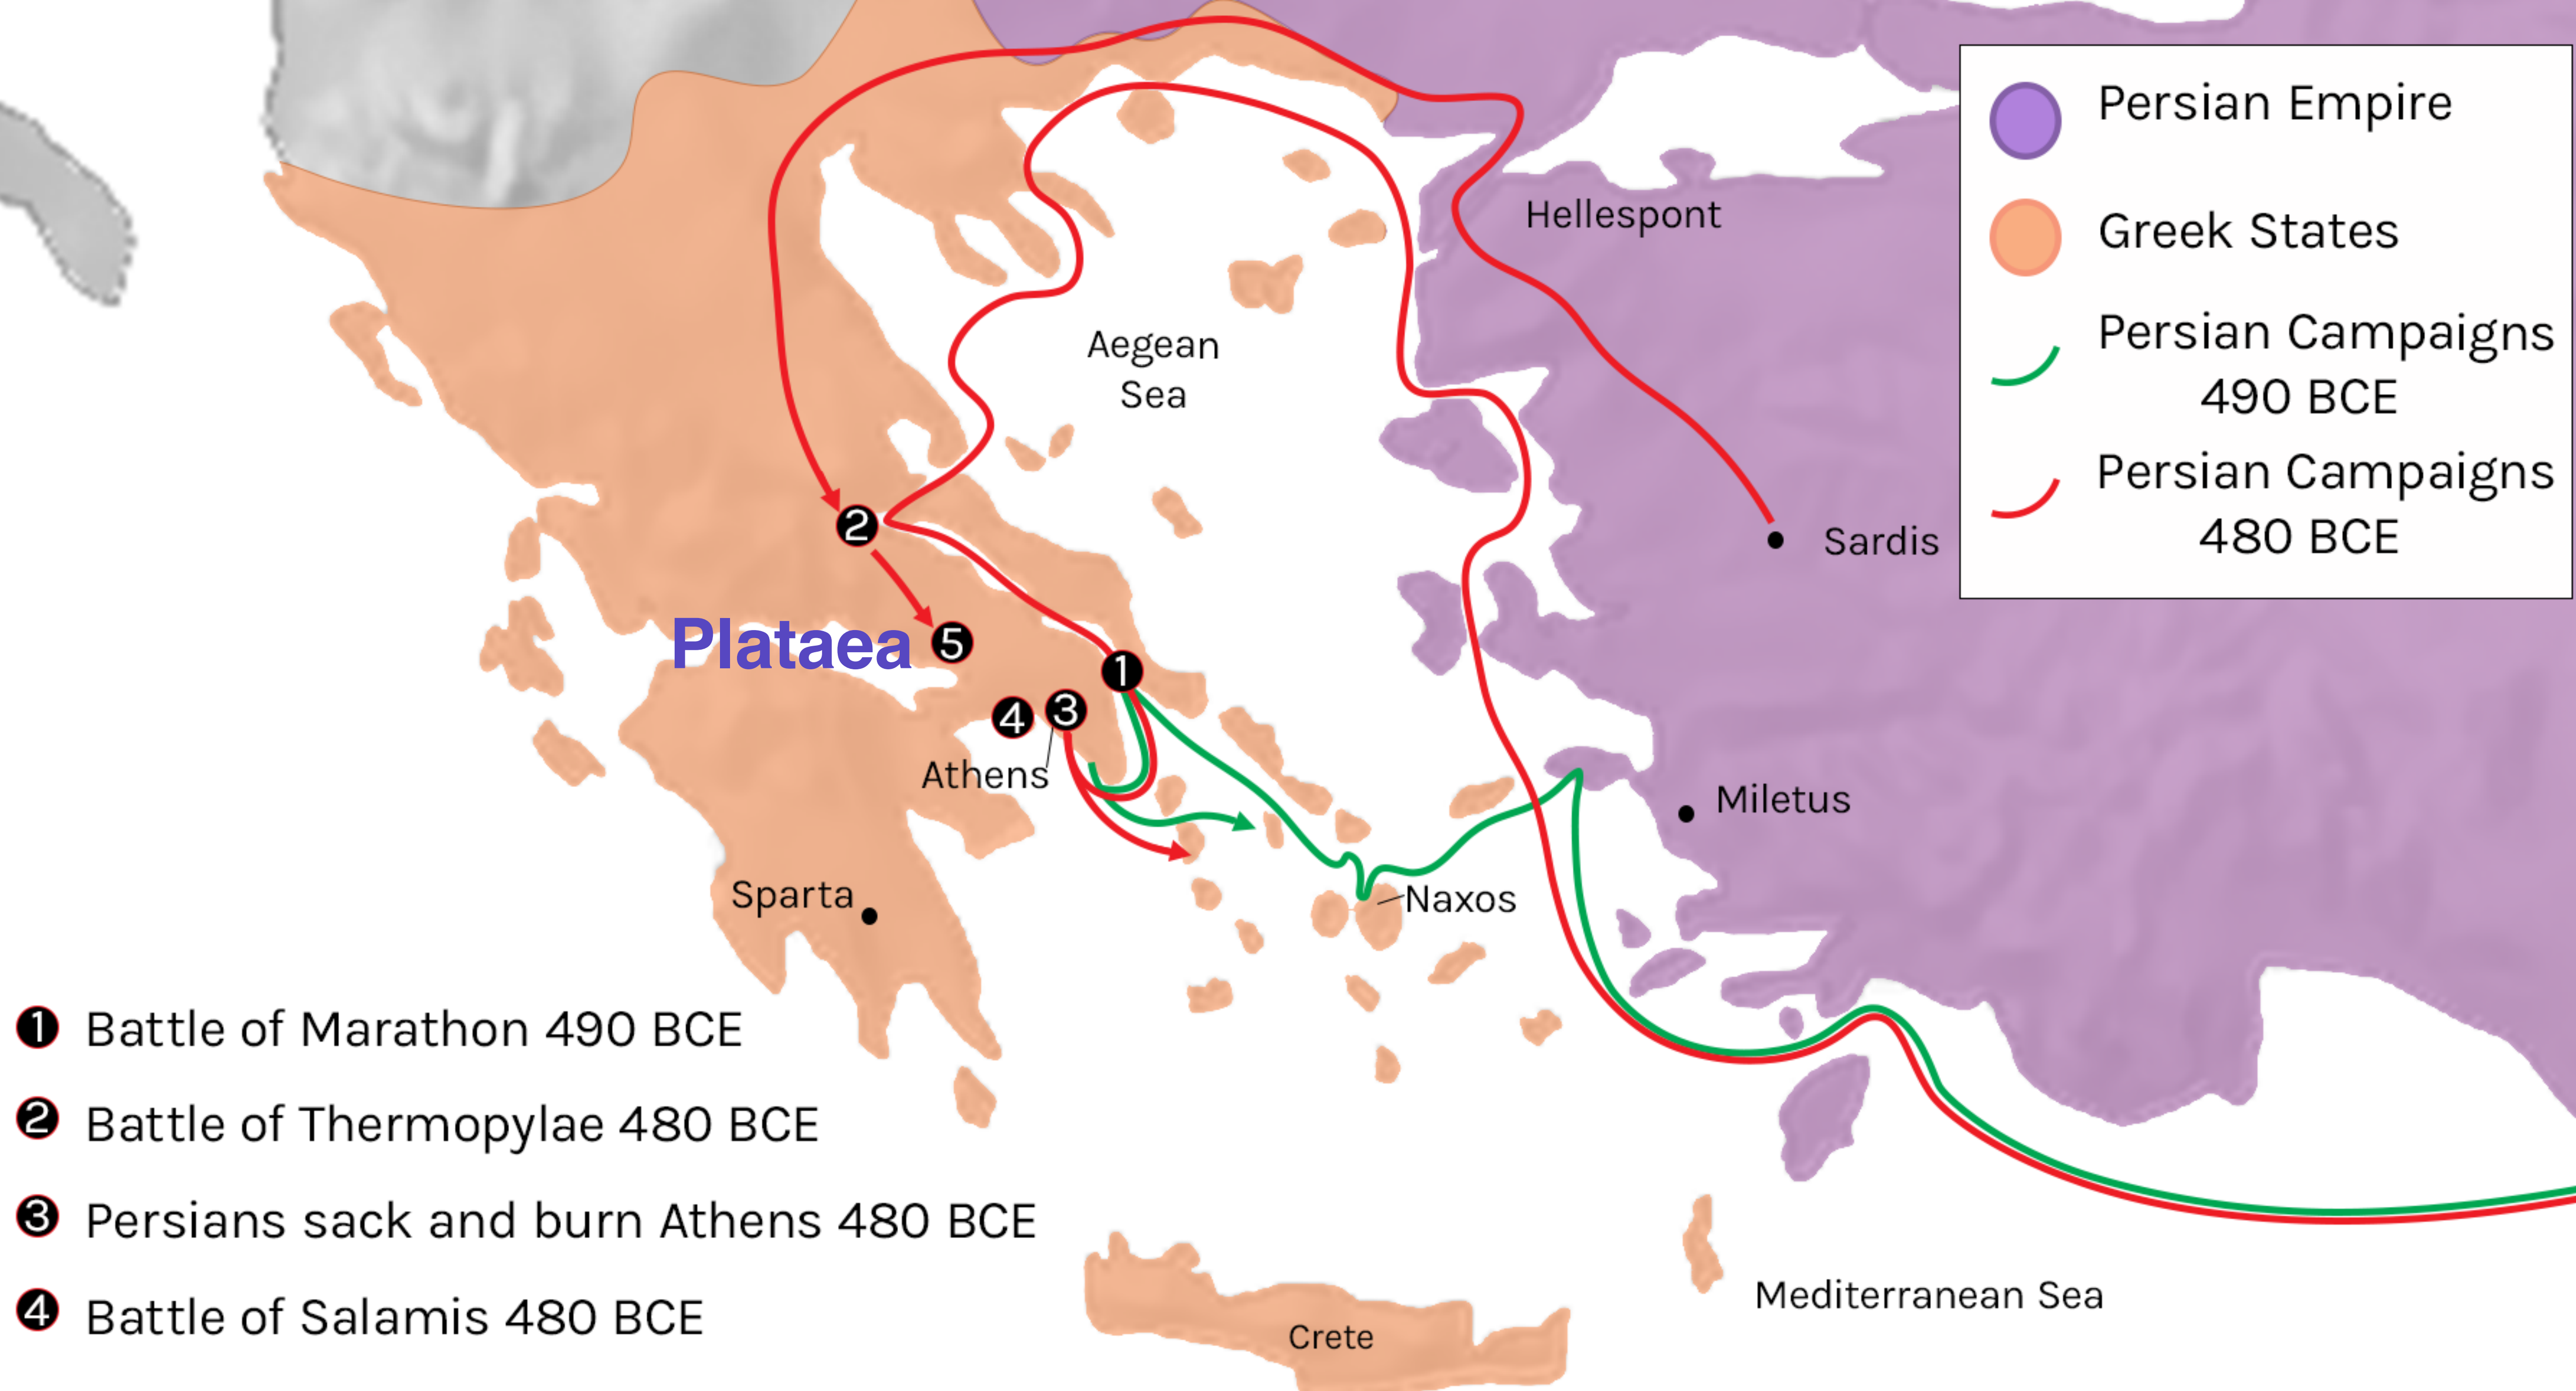 Persian Empire
Greek States
Persian Campaigns
490 BCE
Persian Campaigns
480 BCE
Hellespont
Aegean
Sea
Sardis
2
Plataea
5
1
4
3
Athens
Miletus
Sparta
Naxos
1 Battle of Marathon 490 BCE
2 Battle of Thermopylae 480 BCE
3 Persians sack and burn Athens 480 BCE
4 Battle of Salamis 480 BCE
Mediterranean Sea
Crete